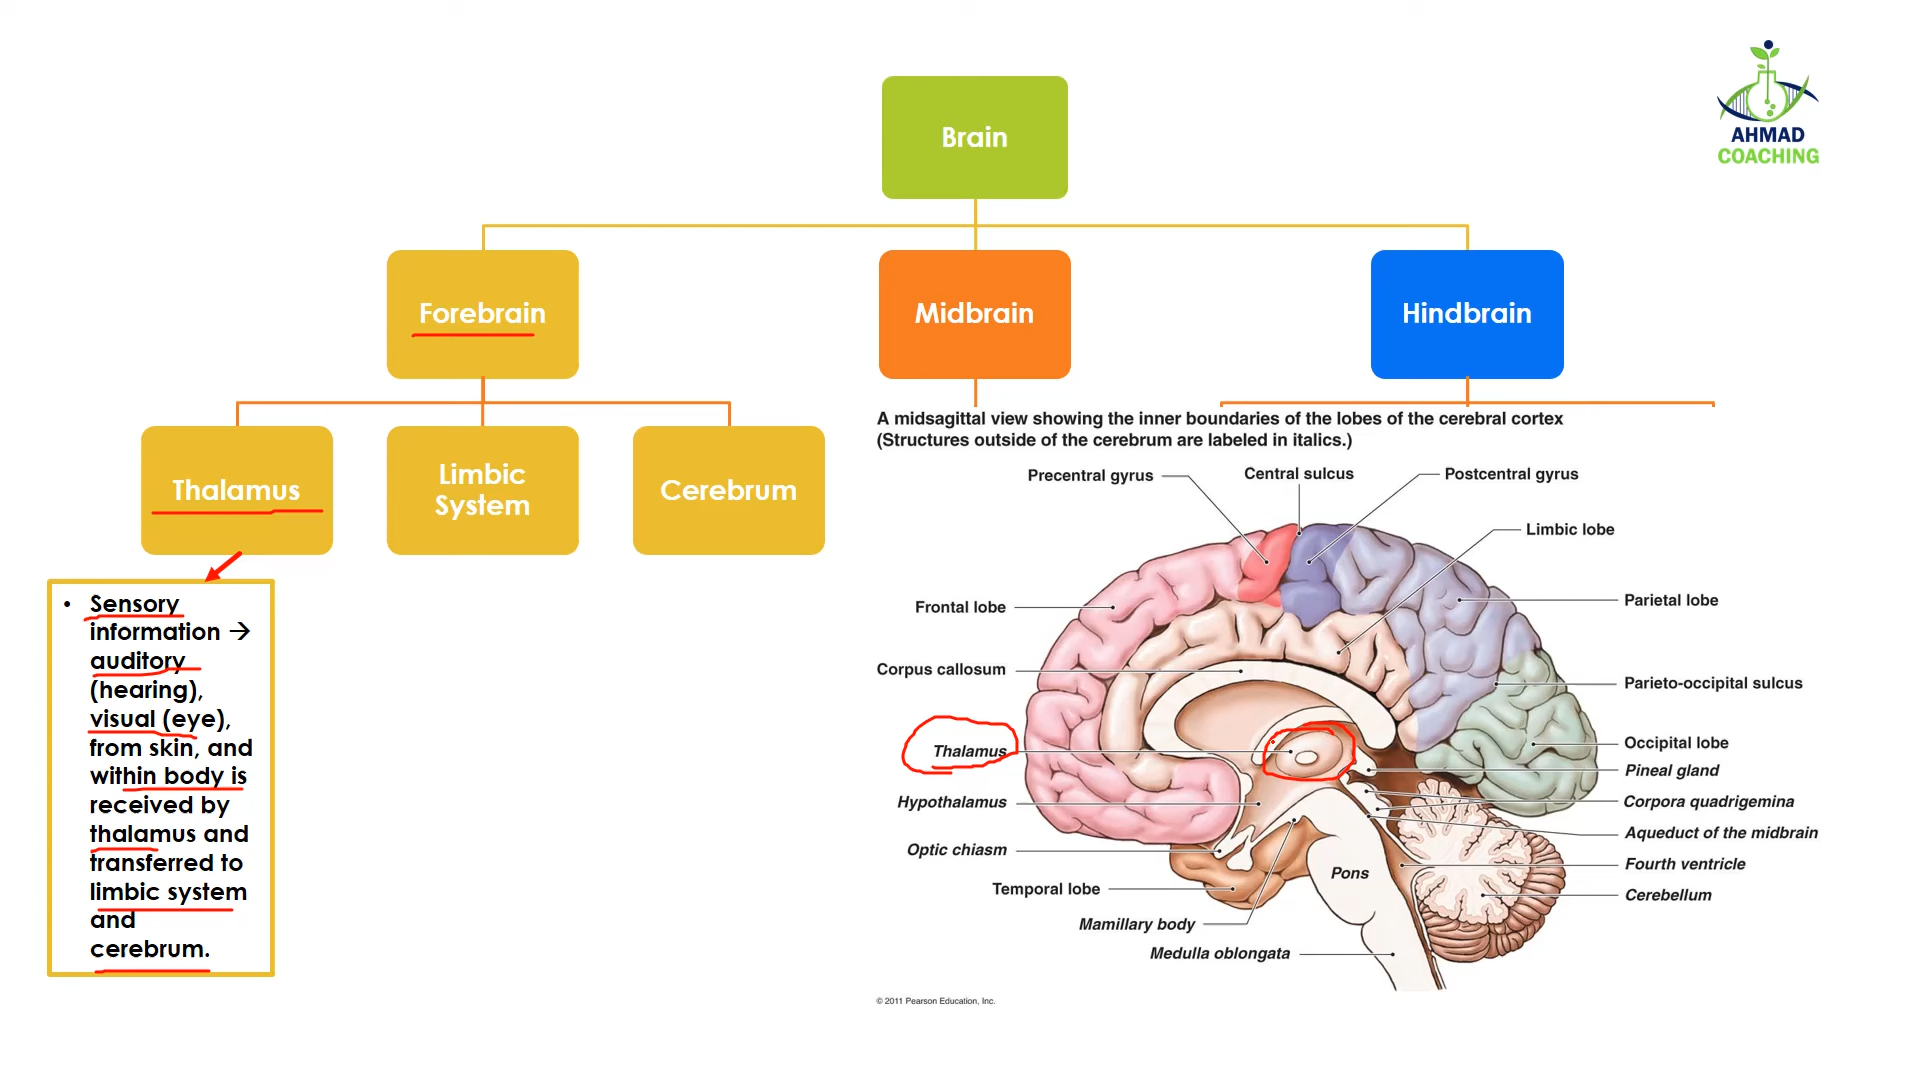 AHMAD
COACHING
Brain
Forebrain
Midbrain
Hindbrain
Thalamus
Limbic
System
Cerebrum
• Sensory
information →
auditory
(hearing),
visual (eye),
from skin, and
within body is
received by
thalamus and
transferred to
limbic system
and
cerebrum.
A midsagittal view showing the inner boundaries of the lobes of the cerebral cortex
(Structures outside of the cerebrum are labeled in italics.)
Precentral gyrus
Central sulcus
Postcentral gyrus
Limbic lobe
Frontal lobe
Parietal lobe
Corpus callosum
Parieto-occipital sulcus
Thalamus
Occipital lobe
Pineal gland
Hypothalamus
Corpora quadrigemina
Aqueduct of the midbrain
Optic chiasm
Fourth ventricle
Pons
Temporal lobe
Cerebellum
Mamillary body
Medulla oblongata
© 2011 Pearson Education, Inc.